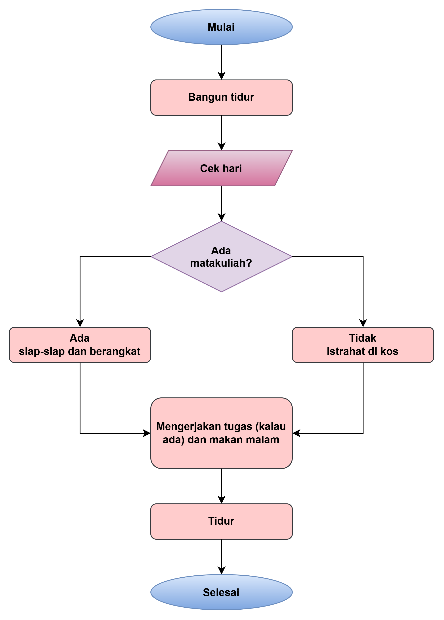 Mulai
Bangun tidur
Cek hari
Ada
matakuliah?
Ada
siap-siap dan berangkat
Tidak
Istrahat di kos
Mengerjakan tugas (kalau
ada) dan makan malam
Tidur
Selesai